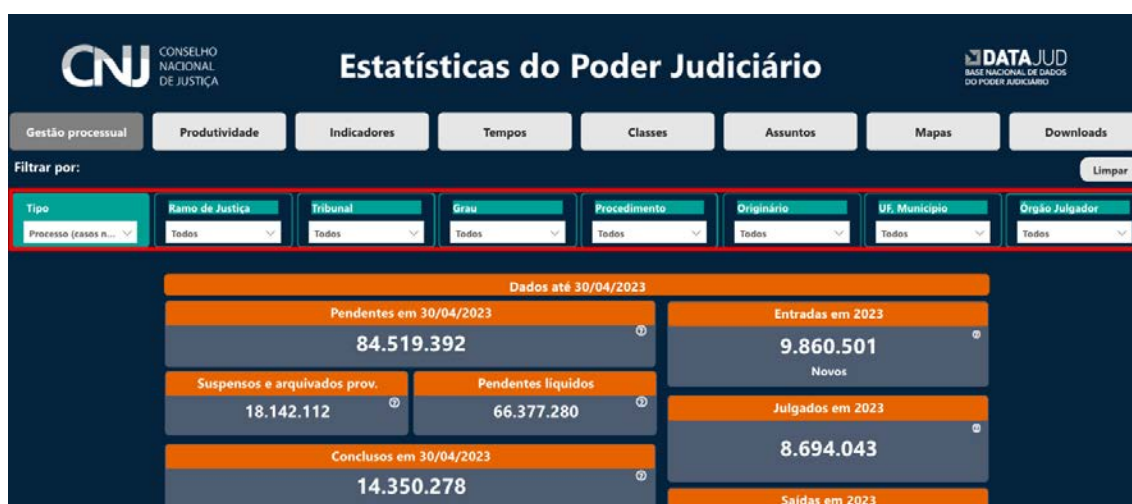 CNJ
CONSELHO
NACIONAL
DE JUSTIÇA
Estatísticas do Poder Judiciário
DATAJUD
BASE NACIONAL DE DADOS
DO PODER JUDICIÁRIO
Gestão processual
Produtividade
Indicadores
Tempos
Classes
Assuntos
Mapas
Downloads
Filtrar por:
Limpar
Tipo
Ramo de Justiça
Tribunal
Grau
Procedimento
Originário
UF, Município
Órgão Julgador
Processo (casos n...
Todos
Todos
Todos
Todos
Todos
Todos
Todos
Dados até 30/04/2023
Pendentes em 30/04/2023
84.519.392
Entradas em 2023
9.860.501
Novos
Suspensos e arquivados prov.
18.142.112
Pendentes líquidos
66.377.280
Julgados em 2023
8.694.043
Conclusos em 30/04/2023
14.350.278
Saídas em 2023